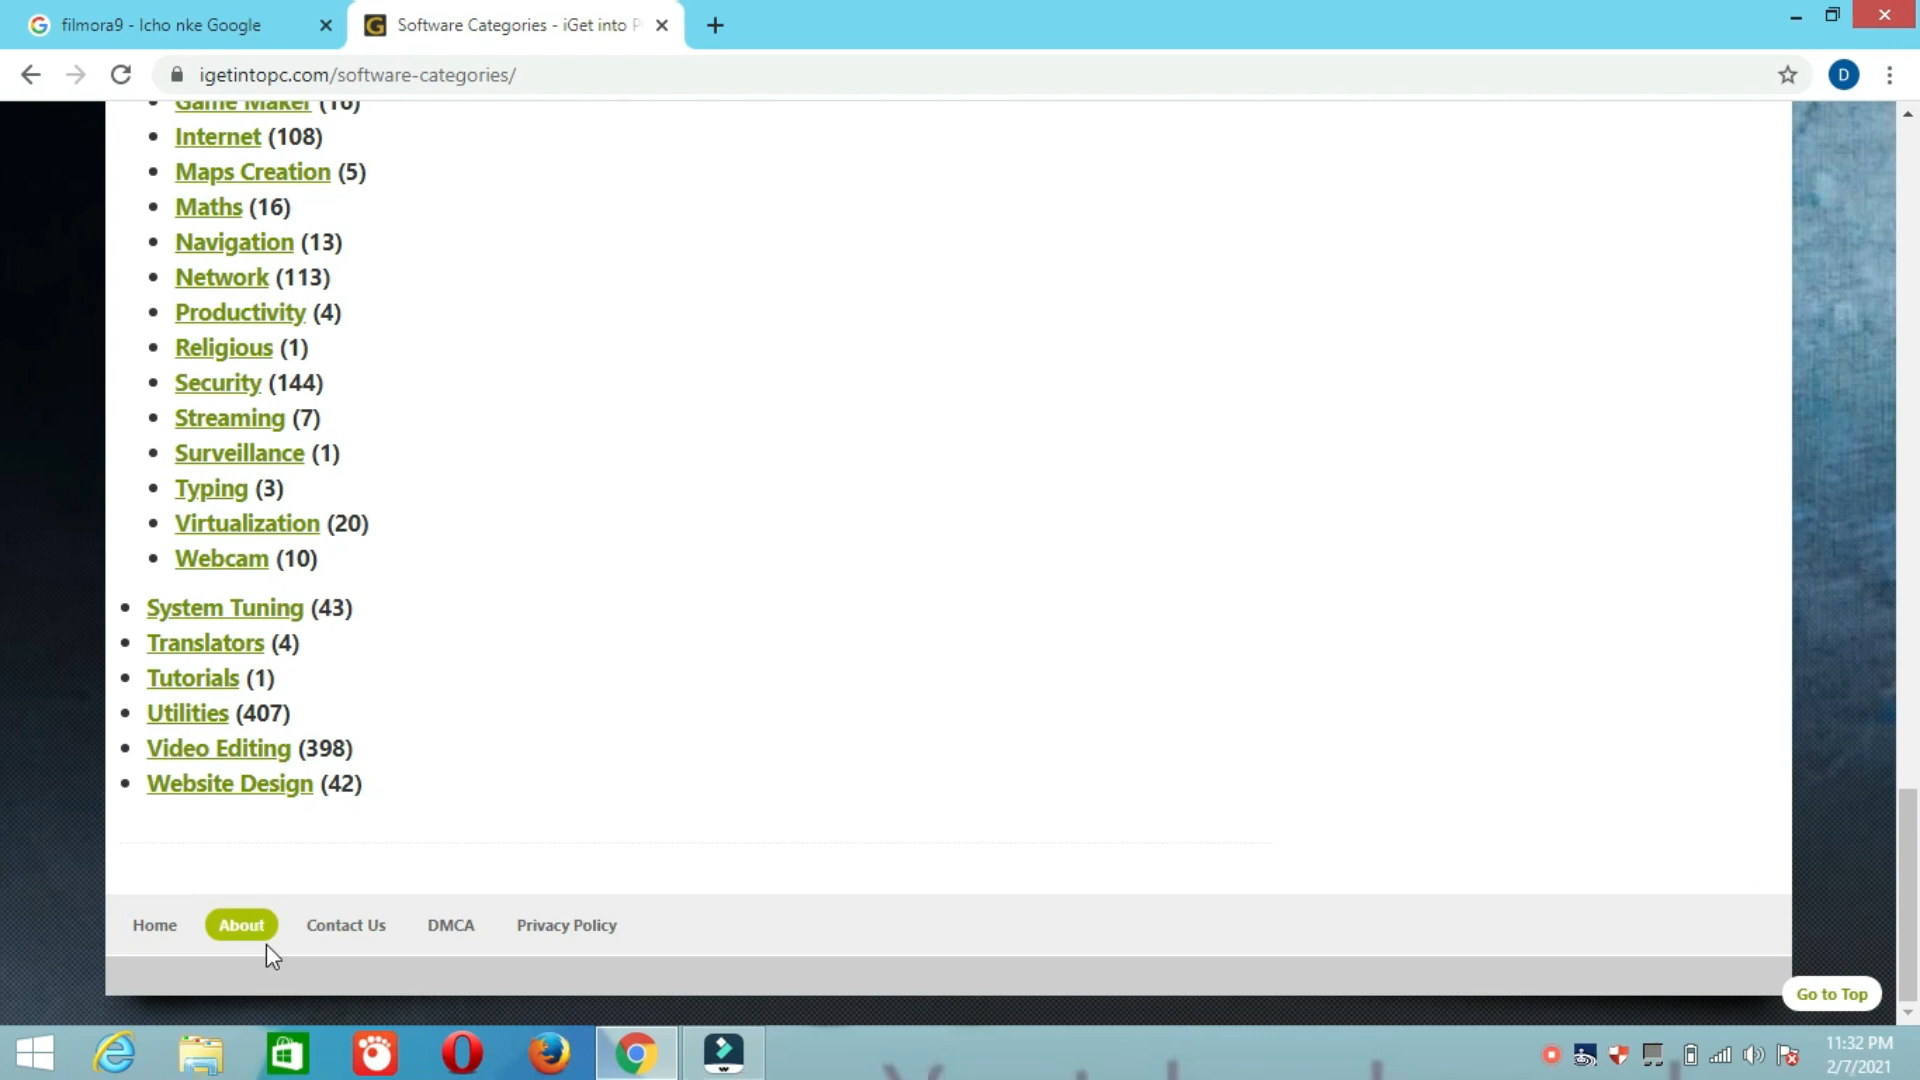 filmora9 - Icho nke Google
Software Categories - iGet into P
igetintopc.com/software-categories/
D
Game Maker (16)
Internet (108)
Maps Creation (5)
Maths (16)
Navigation (13)
Network (113)
Productivity (4)
Religious (1)
Security (144)
Streaming (7)
Surveillance (1)
Typing (3)
Virtualization (20)
Webcam (10)
System Tuning (43)
Translators (4)
Tutorials (1)
Utilities (407)
Video Editing (398)
Website Design (42)
Home About Contact Us DMCA Privacy Policy
Go to Top
11:32 PM
2/7/2021